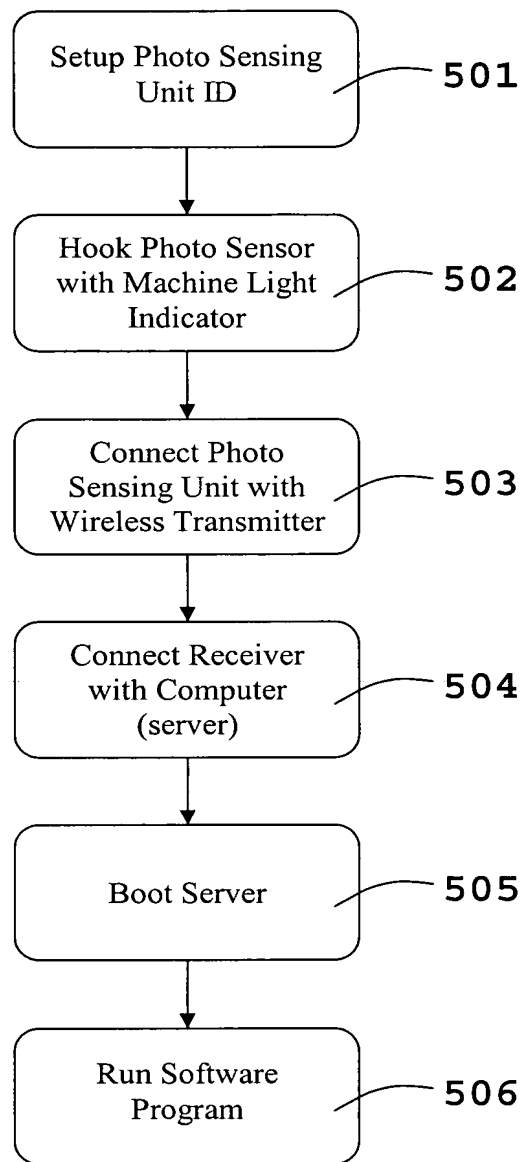 Setup Photo Sensing
Unit ID
501
Hook Photo Sensor
with Machine Light
Indicator
502
Connect Photo
Sensing Unit with
Wireless Transmitter
503
Connect Receiver
with Computer
(server)
504
Boot Server
505
Run Software
Program
506